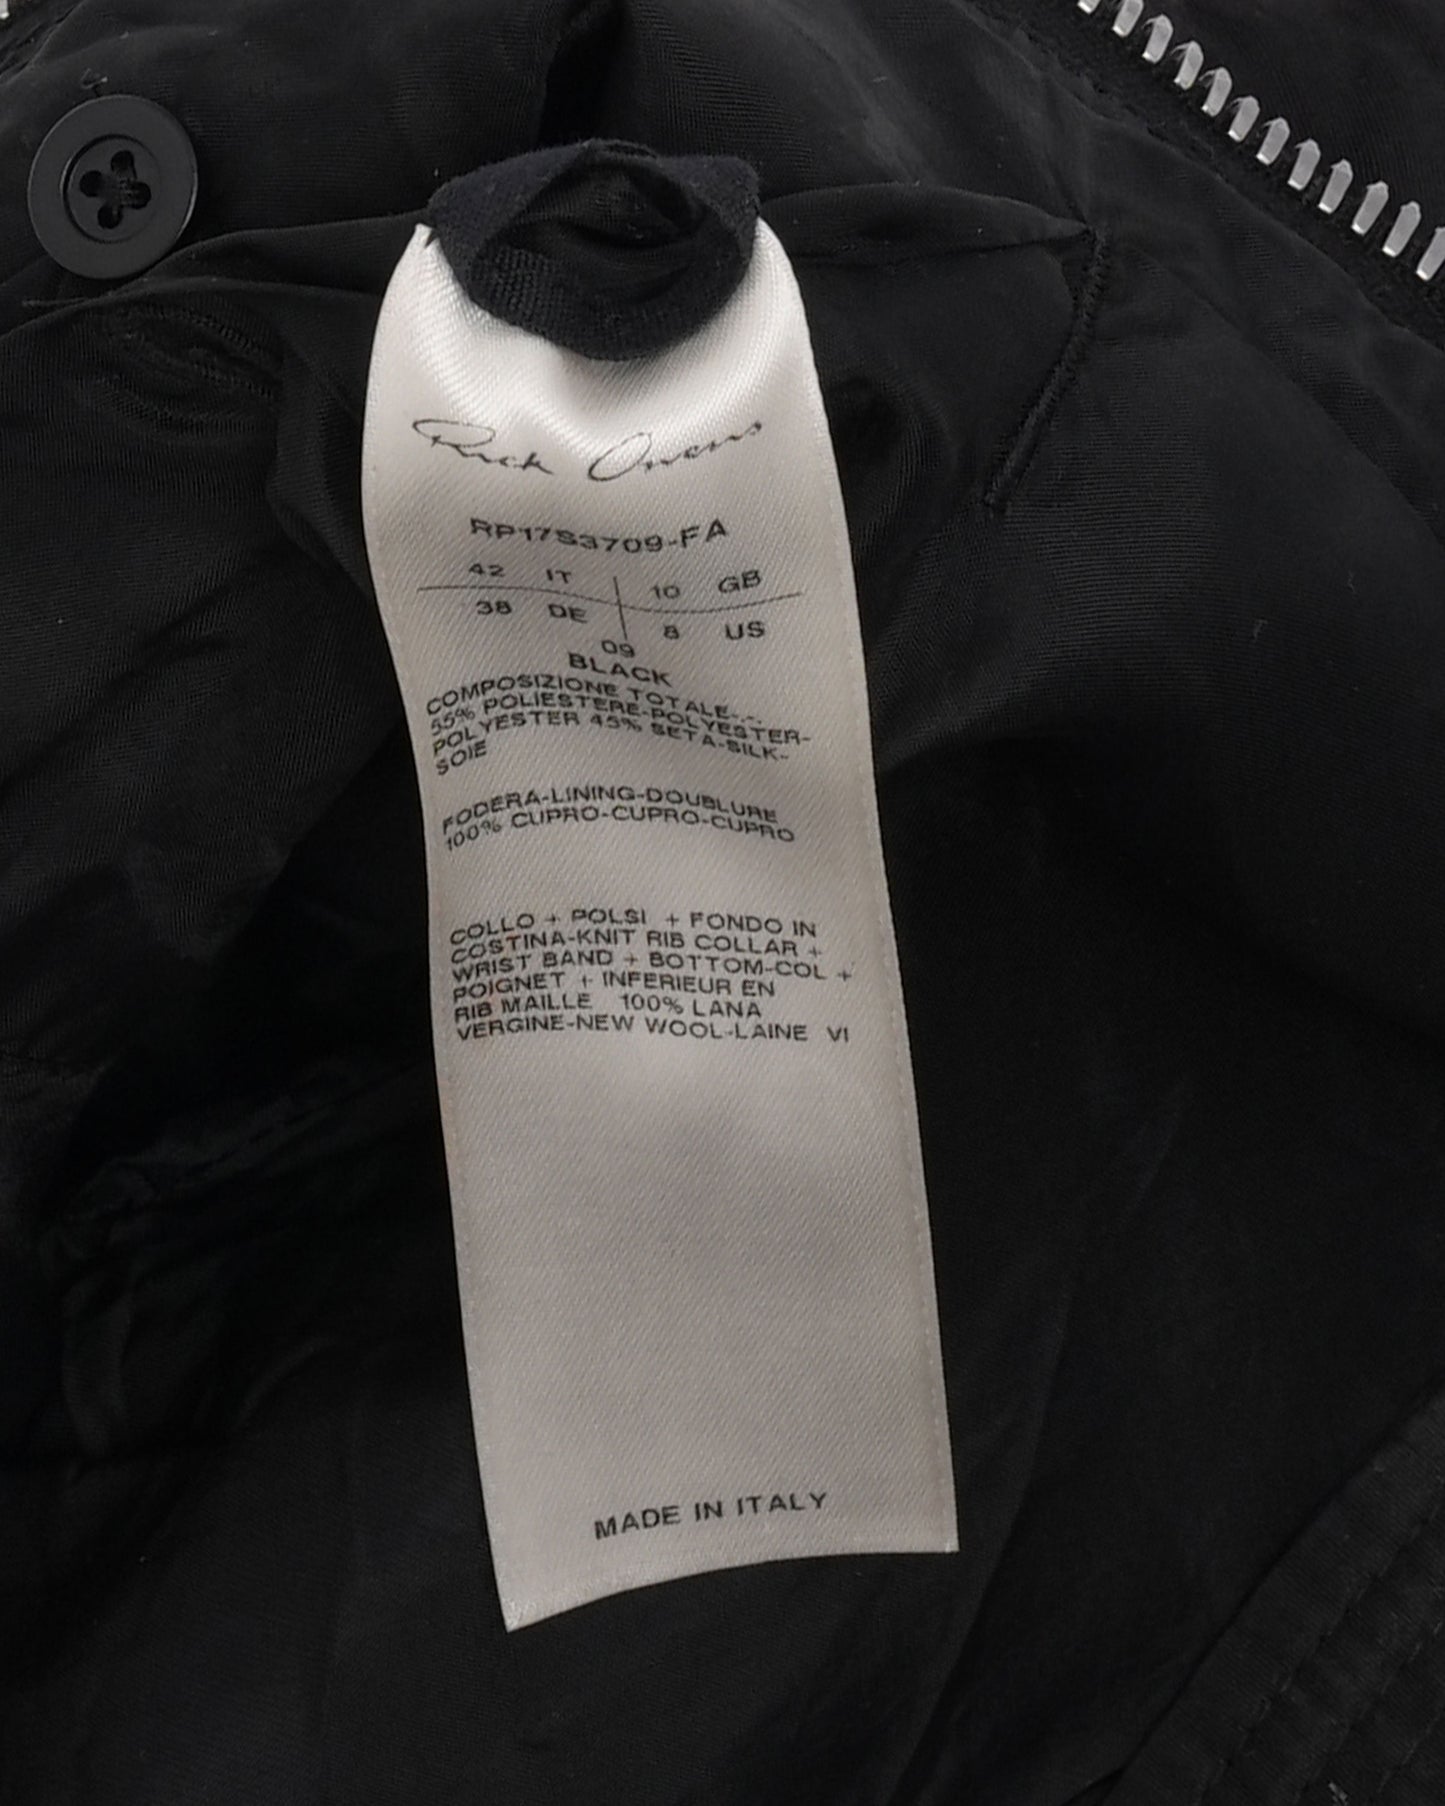 Rick Owens
RP17S3709-FA
42 IT 10 GB
38 DE 8 US
09
BLACK
COMPOSIZIONE TOTALE-.-.
55% POLIESTERE-POLYESTER-
POLYESTER 45% SETA-SILK-
SOIE
FODERA-LINING-DOUBLURE
100% CUPRO-CUPRO-CUPRO
COLLO + POLSI + FONDO IN
COSTINA-KNIT RIB COLLAR +
WRIST BAND + BOTTOM-COL +
POIGNET + INFERIEUR EN
RIB MAILLE 100% LANA
VERGINE-NEW WOOL-LAINE VI
MADE IN ITALY